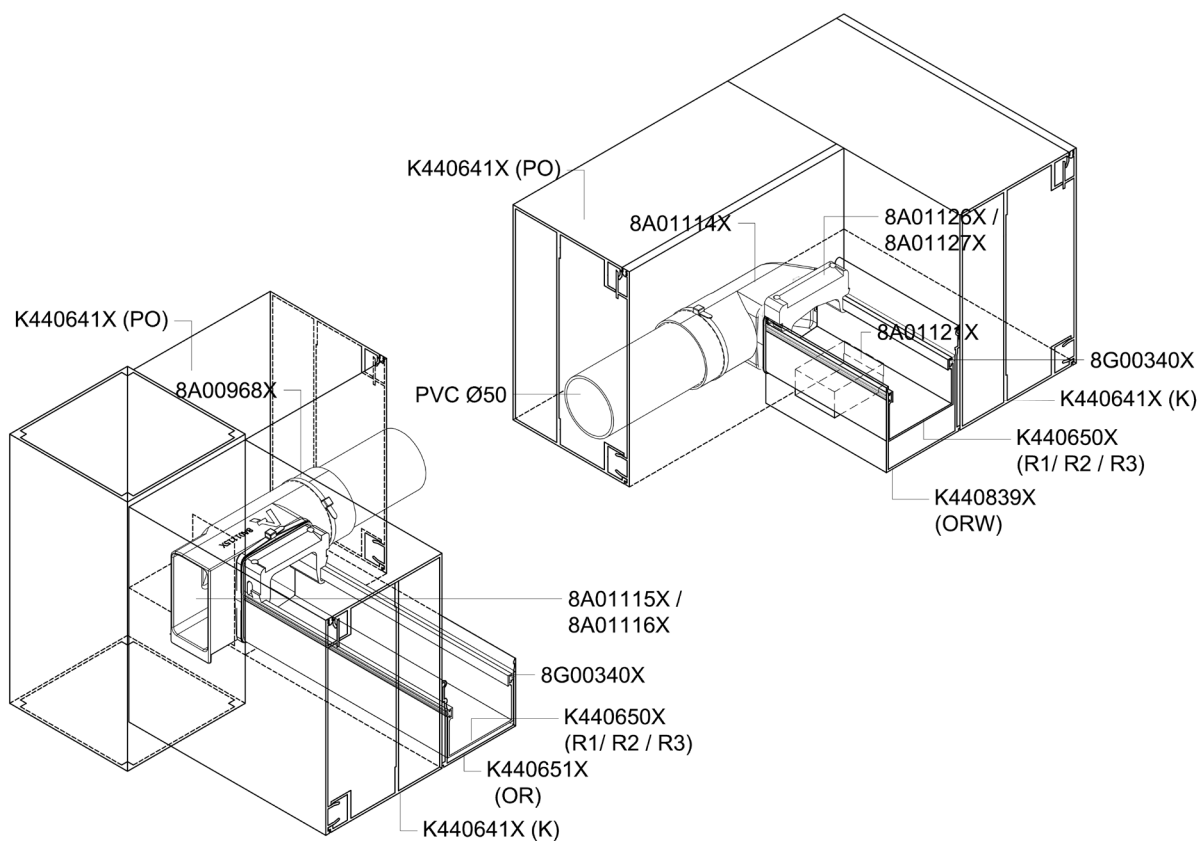 K440641X (PO)
8A01114X
8A01126X /
8A01127X
8A01121X
8G00340X
K440641X (K)
PVC Ø50
K440650X
(R1/ R2 / R3)
K440839X
(ORW)
K440641X (PO)
8A00968X
8A01115X /
8A01116X
8G00340X
K440650X
(R1/ R2 / R3)
K440651X
(OR)
K440641X (K)